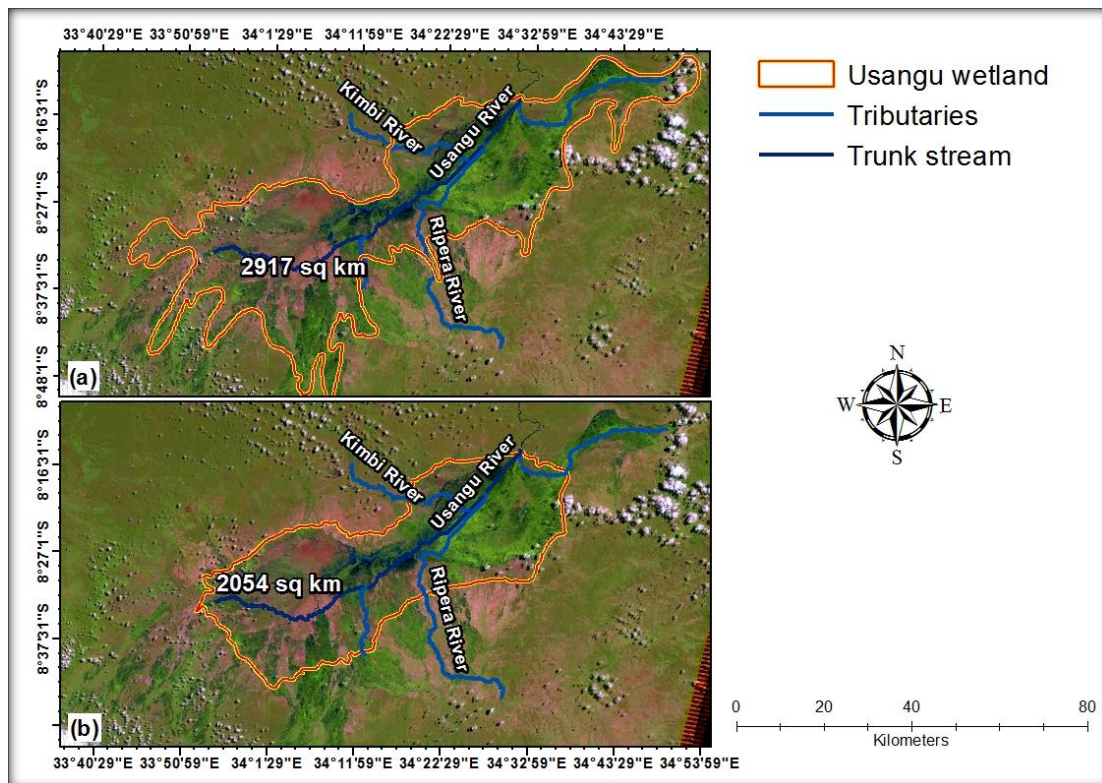 33°40'29"E 33°50'59"E 34°1'29"E 34°11'59"E 34°22'29"E 34°32'59"E 34°43'29"E
8°16'31"S
8°27'1"S
8°37'31"S
8°48'1"S
Kimbi River
Usangu River
Ripera River
2917 sq km
(a)
8°16'31"S
8°27'1"S
8°37'31"S
Kimbi River
Usangu River
Ripera River
2054 sq km
(b)
33°40'29"E 33°50'59"E 34°1'29"E 34°11'59"E 34°22'29"E 34°32'59"E 34°43'29"E 34°53'59"E
Usangu wetland
Tributaries
Trunk stream
N
W E
S
0 20 40 80
Kilometers